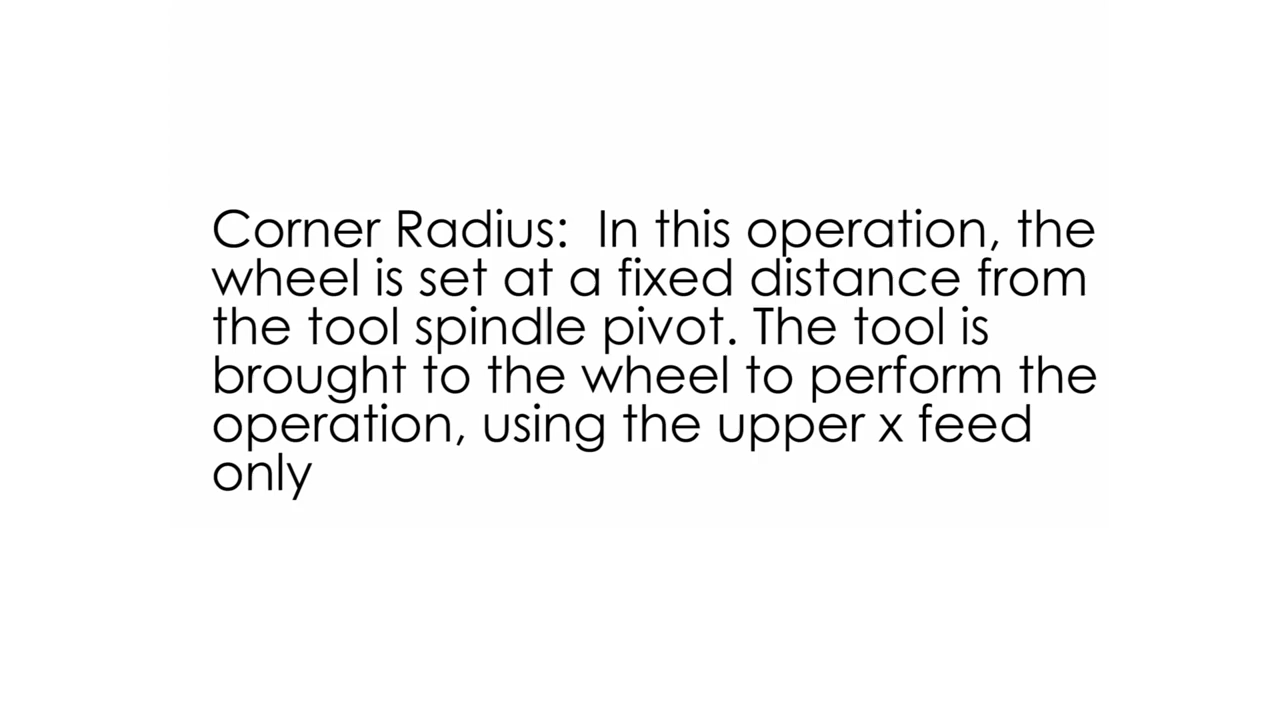 Corner Radius:  In this operation, the
wheel is set at a fixed distance from
the tool spindle pivot. The tool is
brought to the wheel to perform the
operation, using the upper x feed
only